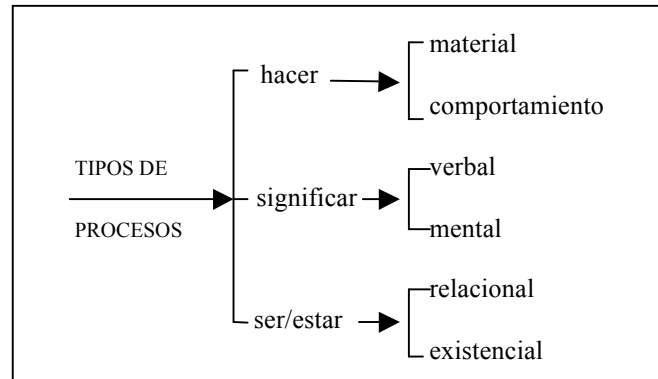 TIPOS DE
PROCESOS
hacer
material
comportamiento
significar
verbal
mental
ser/estar
relacional
existencial